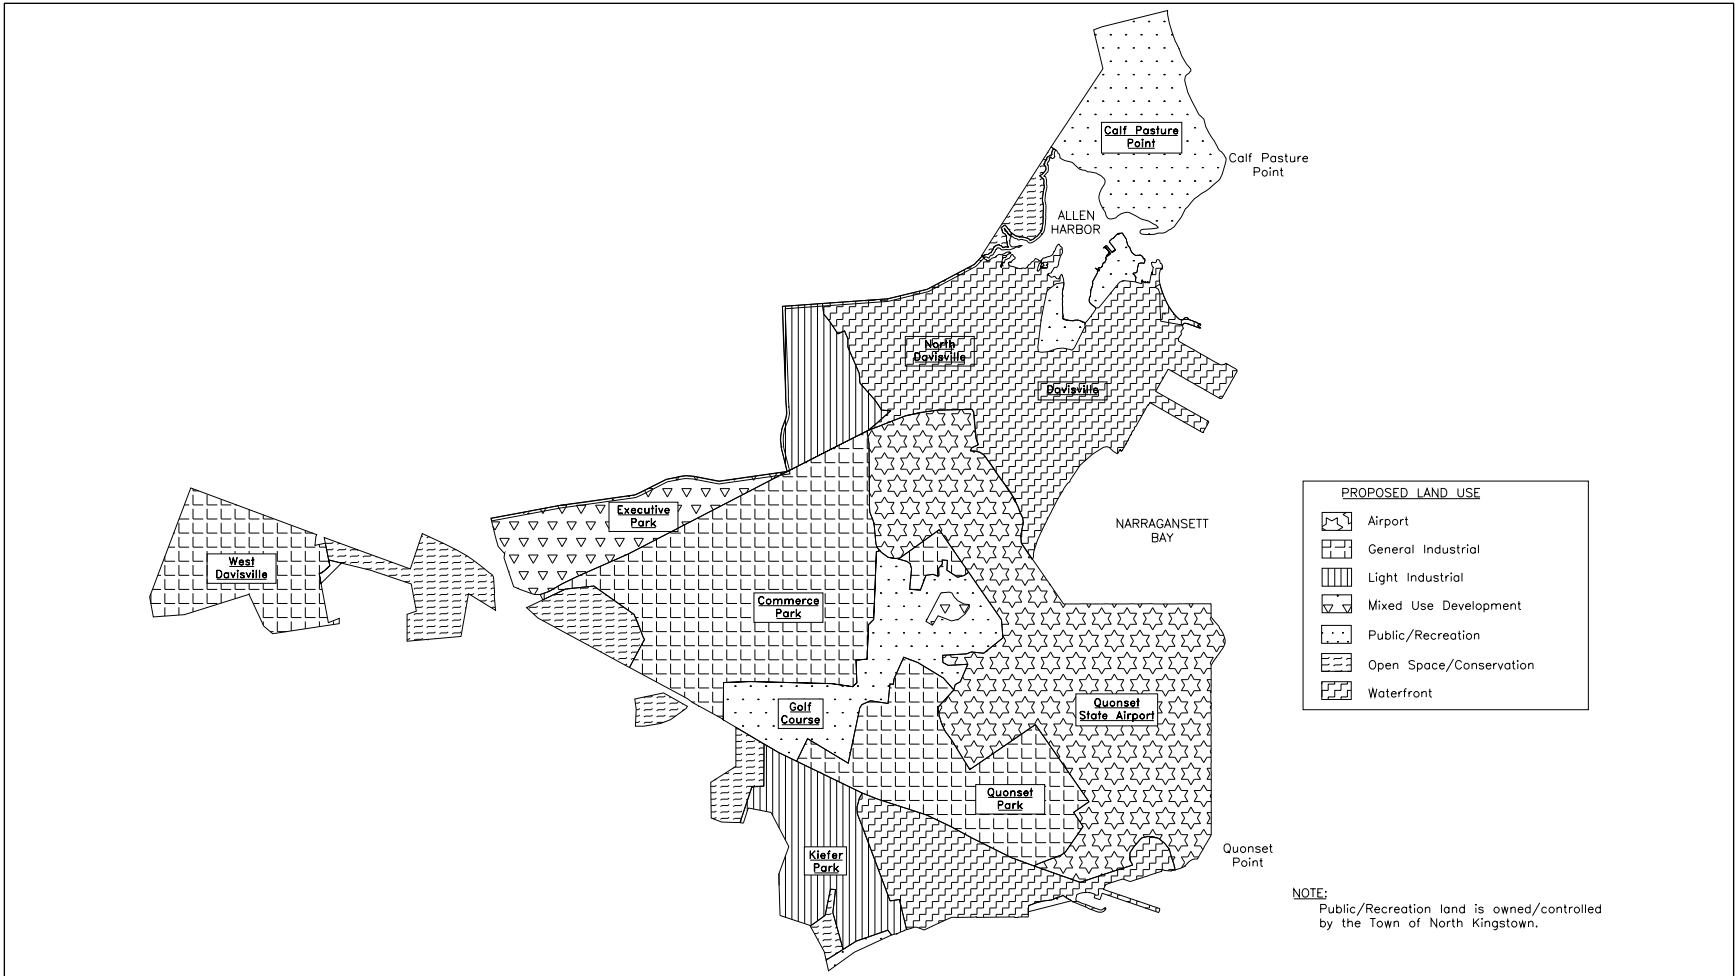 Calf Pasture
Point
Calf Pasture
Point
ALLEN
HARBOR
North
Davisville
Davisville
Executive
Park
NARRAGANSETT
BAY
West
Davisville
Commerce
Park
Golf
Course
Quonset
State Airport
Quonset
Park
Kiefer
Park
Quonset
Point
PROPOSED LAND USE
Airport
General Industrial
Light Industrial
Mixed Use Development
Public/Recreation
Open Space/Conservation
Waterfront
NOTE:
Public/Recreation land is owned/controlled
by the Town of North Kingstown.